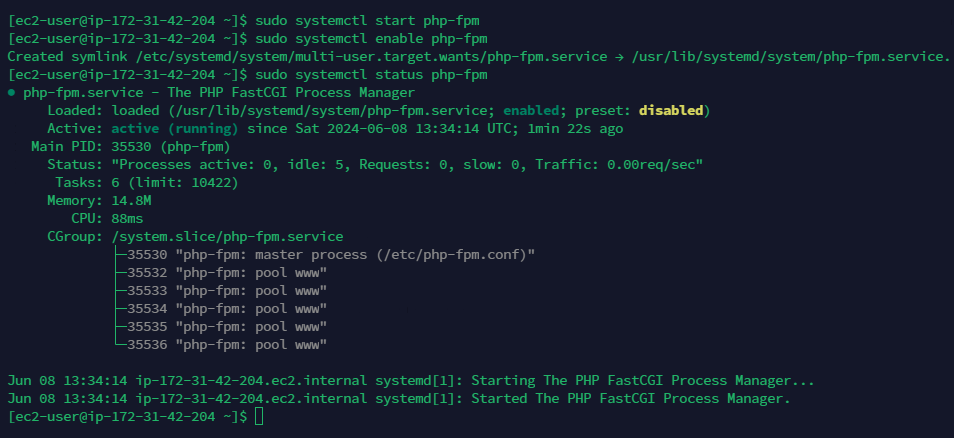 [ec2-user@ip-172-31-42-204 ~]$ sudo systemctl start php-fpm
[ec2-user@ip-172-31-42-204 ~]$ sudo systemctl enable php-fpm
Created symlink /etc/systemd/system/multi-user.target.wants/php-fpm.service → /usr/lib/systemd/system/php-fpm.service.
[ec2-user@ip-172-31-42-204 ~]$ sudo systemctl status php-fpm
● php-fpm.service - The PHP FastCGI Process Manager
     Loaded: loaded (/usr/lib/systemd/system/php-fpm.service; enabled; preset: disabled)
     Active: active (running) since Sat 2024-06-08 13:34:14 UTC; 1min 22s ago
   Main PID: 35530 (php-fpm)
     Status: "Processes active: 0, idle: 5, Requests: 0, slow: 0, Traffic: 0.00req/sec"
      Tasks: 6 (limit: 10422)
     Memory: 14.8M
        CPU: 88ms
     CGroup: /system.slice/php-fpm.service
             ├─35530 "php-fpm: master process (/etc/php-fpm.conf)"
             ├─35532 "php-fpm: pool www"
             ├─35533 "php-fpm: pool www"
             ├─35534 "php-fpm: pool www"
             ├─35535 "php-fpm: pool www"
             └─35536 "php-fpm: pool www"

Jun 08 13:34:14 ip-172-31-42-204.ec2.internal systemd[1]: Starting The PHP FastCGI Process Manager...
Jun 08 13:34:14 ip-172-31-42-204.ec2.internal systemd[1]: Started The PHP FastCGI Process Manager.
[ec2-user@ip-172-31-42-204 ~]$